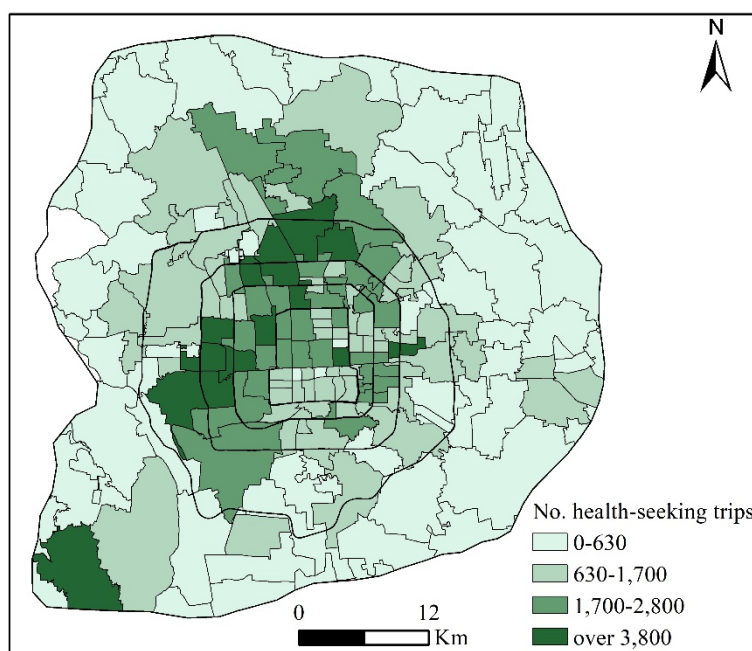 N
No. health-seeking trips
0-630
630-1,700
1,700-2,800
over 3,800
0 12
Km